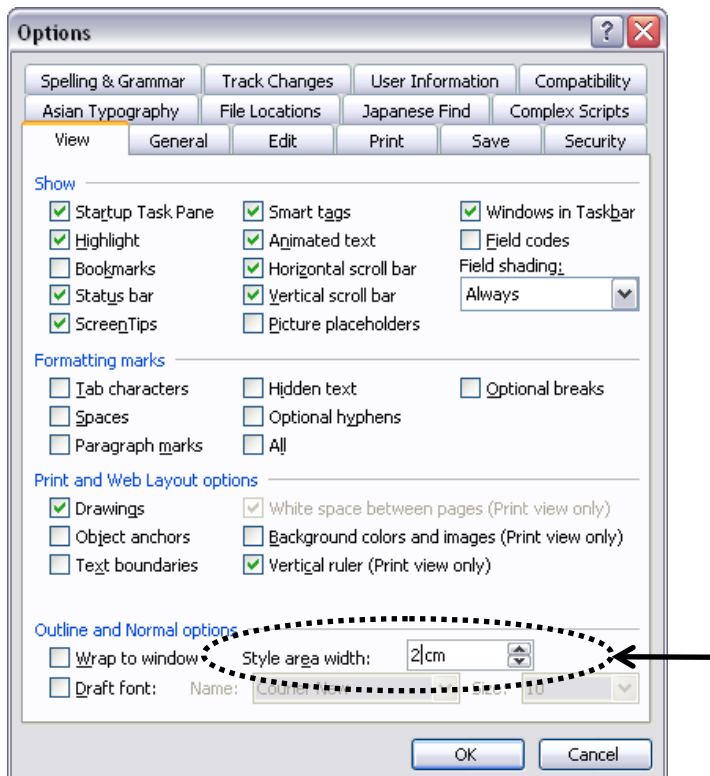 Options
Spelling & Grammar Track Changes User Information Compatibility
Asian Typography File Locations Japanese Find Complex Scripts
View General Edit Print Save Security
Show
Startup Task Pane Smart tags Windows in Taskbar
Highlight Animated text Field codes
Bookmarks Horizontal scroll bar Field shading:
Status bar Vertical scroll bar Always
ScreenTips Picture placeholders
Formatting marks
Tab characters Hidden text Optional breaks
Spaces Optional hyphens
Paragraph marks All
Print and Web Layout options
Drawings White space between pages (Print view only)
Object anchors Background colors and images (Print view only)
Text boundaries Vertical ruler (Print view only)
Outline and Normal options
Wrap to window Style area width: 2 cm
Draft font: Name: Courier New Size: 10
OK Cancel